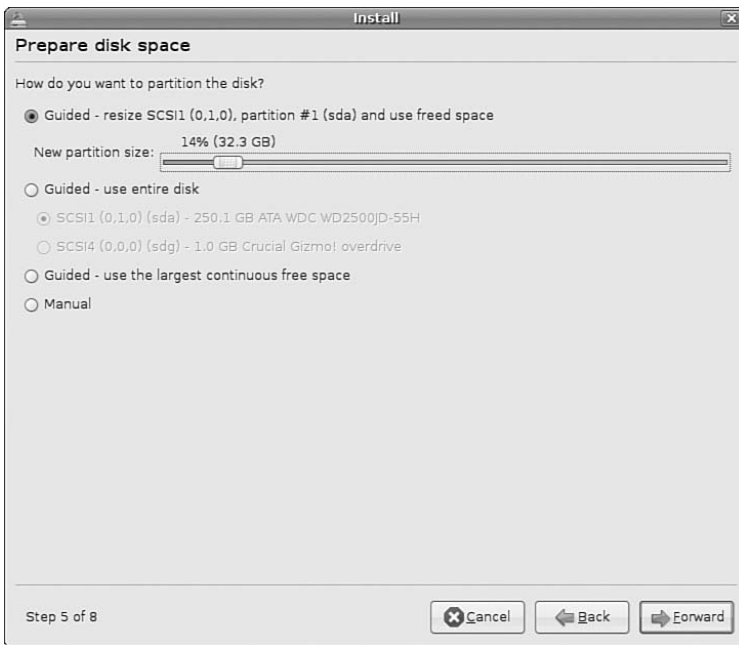 Install
Prepare disk space
How do you want to partition the disk?
Guided - resize SCSI1 (0,1,0), partition #1 (sda) and use freed space
14% (32.3 GB)
New partition size:
Guided - use entire disk
SCSI1 (0,1,0) (sda) - 250.1 GB ATA WDC WD2500JD-55H
SCSI4 (0,0,0) (sdg) - 1.0 GB Crucial Gizmo! overdrive
Guided - use the largest continuous free space
Manual
Step 5 of 8
Cancel
Back
Forward